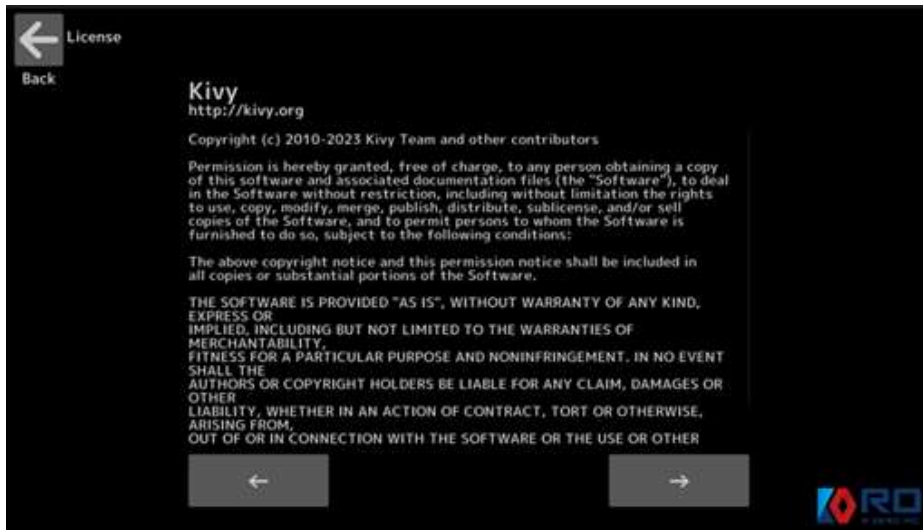 License
Back
Kivy
http://kivy.org
Copyright (c) 2010-2023 Kivy Team and other contributors
Permission is hereby granted, free of charge, to any person obtaining a copy
of this software and associated documentation files (the "Software"), to deal
in the Software without restriction, including without limitation the rights
to use, copy, modify, merge, publish, distribute, sublicense, and/or sell
copies of the Software, and to permit persons to whom the Software is
furnished to do so, subject to the following conditions:
The above copyright notice and this permission notice shall be included in
all copies or substantial portions of the Software.
THE SOFTWARE IS PROVIDED "AS IS", WITHOUT WARRANTY OF ANY KIND,
EXPRESS OR
IMPLIED, INCLUDING BUT NOT LIMITED TO THE WARRANTIES OF
MERCHANTABILITY,
FITNESS FOR A PARTICULAR PURPOSE AND NONINFRINGEMENT. IN NO EVENT
SHALL THE
AUTHORS OR COPYRIGHT HOLDERS BE LIABLE FOR ANY CLAIM, DAMAGES OR
OTHER
LIABILITY, WHETHER IN AN ACTION OF CONTRACT, TORT OR OTHERWISE,
ARISING FROM,
OUT OF OR IN CONNECTION WITH THE SOFTWARE OR THE USE OR OTHER
RO